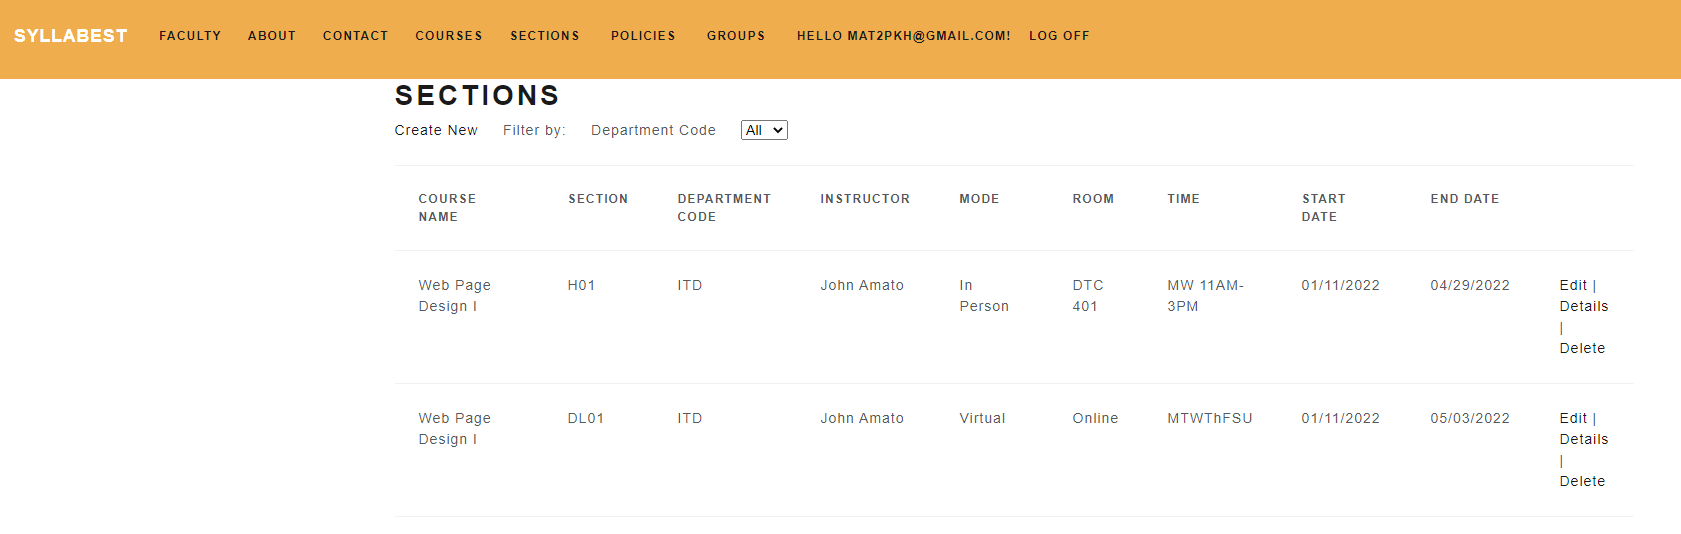 SYLLABEST FACULTY ABOUT CONTACT COURSES SECTIONS POLICIES GROUPS HELLO MAT2PKH@GMAIL.COM! LOG OFF
SECTIONS
Create New Filter by: Department Code All
COURSE NAME SECTION DEPARTMENT CODE INSTRUCTOR MODE ROOM TIME START DATE END DATE
Web Page Design I H01 ITD John Amato In Person DTC 401 MW 11AM-3PM 01/11/2022 04/29/2022 Edit | Details | Delete
Web Page Design I DL01 ITD John Amato Virtual Online MTWThFSU 01/11/2022 05/03/2022 Edit | Details | Delete